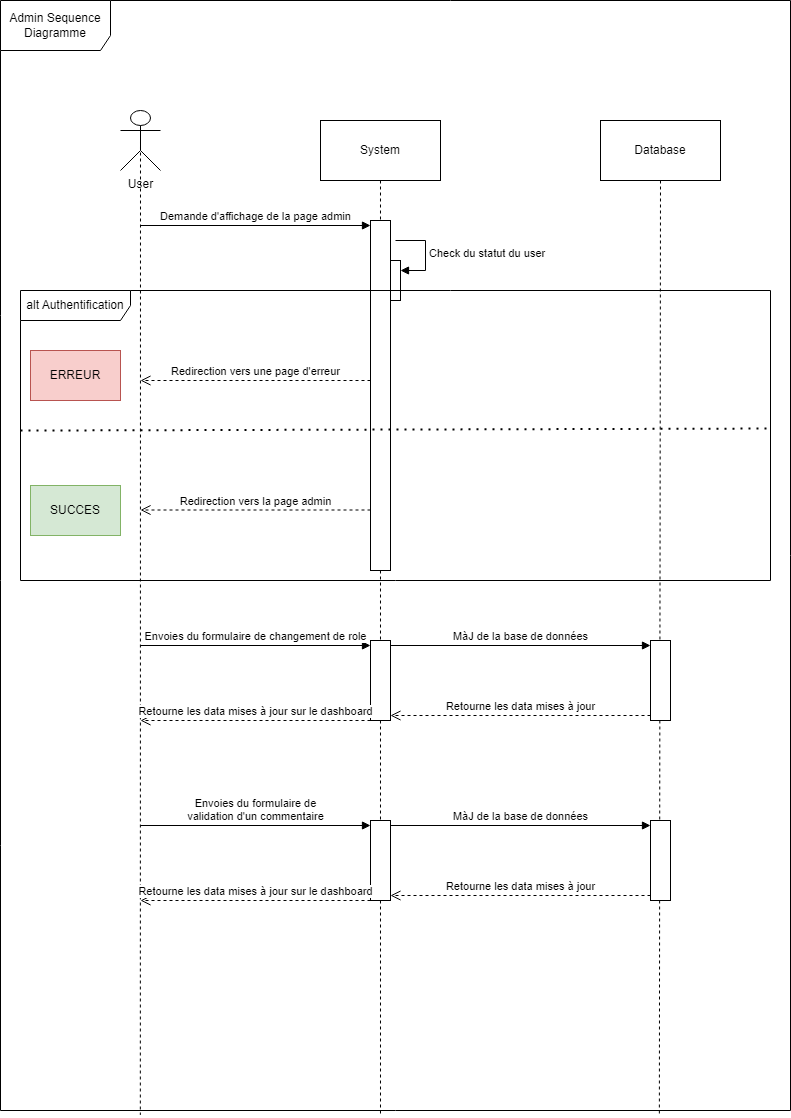 Admin Sequence
Diagramme
User
System
Database
Demande d'affichage de la page admin
Check du statut du user
alt Authentification
ERREUR
Redirection vers une page d'erreur
SUCCES
Redirection vers la page admin
Envoies du formulaire de changement de role
MàJ de la base de données
Retourne les data mises à jour sur le dashboard
Retourne les data mises à jour
Envoies du formulaire de
validation d'un commentaire
MàJ de la base de données
Retourne les data mises à jour sur le dashboard
Retourne les data mises à jour